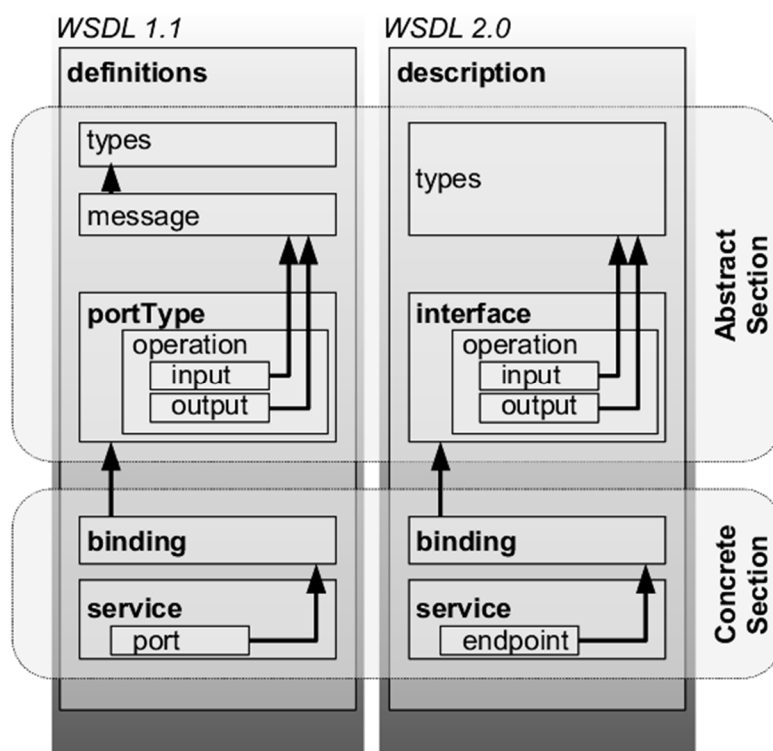 WSDL 1.1
definitions
types
message
portType
operation
input
output
binding
service
port
WSDL 2.0
description
types
interface
operation
input
output
binding
service
endpoint
Abstract
Section
Concrete
Section